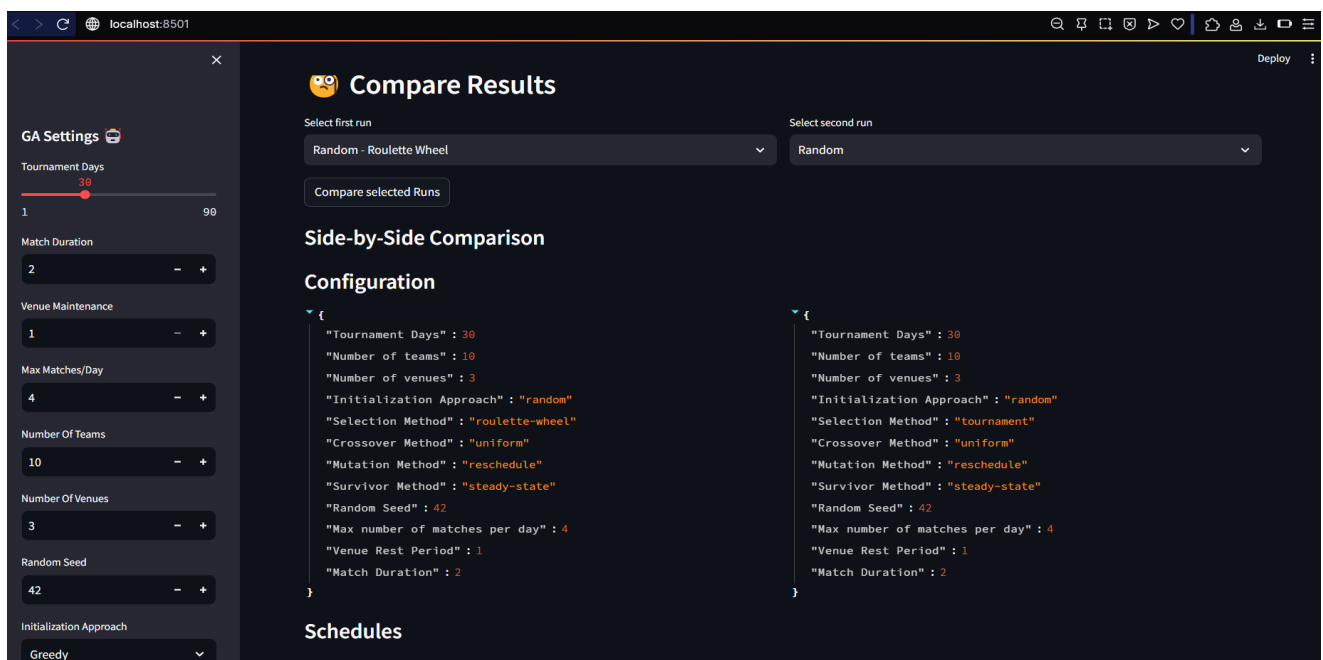 localhost:8501
Deploy
GA Settings
Tournament Days
30
1 90
Match Duration
2 - +
Venue Maintenance
1 - +
Max Matches/Day
4 - +
Number Of Teams
10 - +
Number Of Venues
3 - +
Random Seed
42 - +
Initialization Approach
Greedy
Compare Results
Select first run
Random - Roulette Wheel
Select second run
Random
Compare selected Runs
Side-by-Side Comparison
Configuration
{
"Tournament Days" : 30
"Number of teams" : 10
"Number of venues" : 3
"Initialization Approach" : "random"
"Selection Method" : "roulette-wheel"
"Crossover Method" : "uniform"
"Mutation Method" : "reschedule"
"Survivor Method" : "steady-state"
"Random Seed" : 42
"Max number of matches per day" : 4
"Venue Rest Period" : 1
"Match Duration" : 2
}
{
"Tournament Days" : 30
"Number of teams" : 10
"Number of venues" : 3
"Initialization Approach" : "random"
"Selection Method" : "tournament"
"Crossover Method" : "uniform"
"Mutation Method" : "reschedule"
"Survivor Method" : "steady-state"
"Random Seed" : 42
"Max number of matches per day" : 4
"Venue Rest Period" : 1
"Match Duration" : 2
}
Schedules